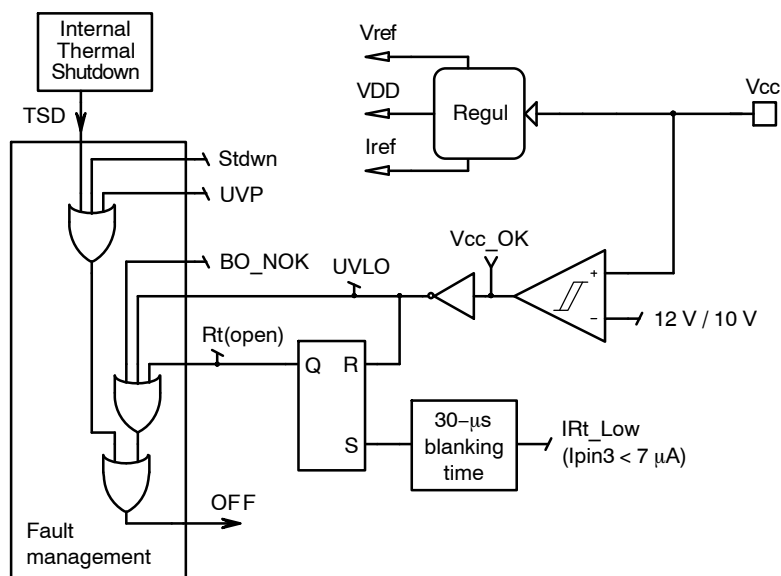 Internal
Thermal
Shutdown
TSD
Vref
VDD
Iref
Regul
Vcc
Stdwn
UVP
BO_NOK
UVLO
Vcc_OK
+
−
12 V / 10 V
Rt(open)
Q
R
S
30−μs
blanking
time
IRt_Low
(Ipin3 < 7 μA)
OFF
Fault
management